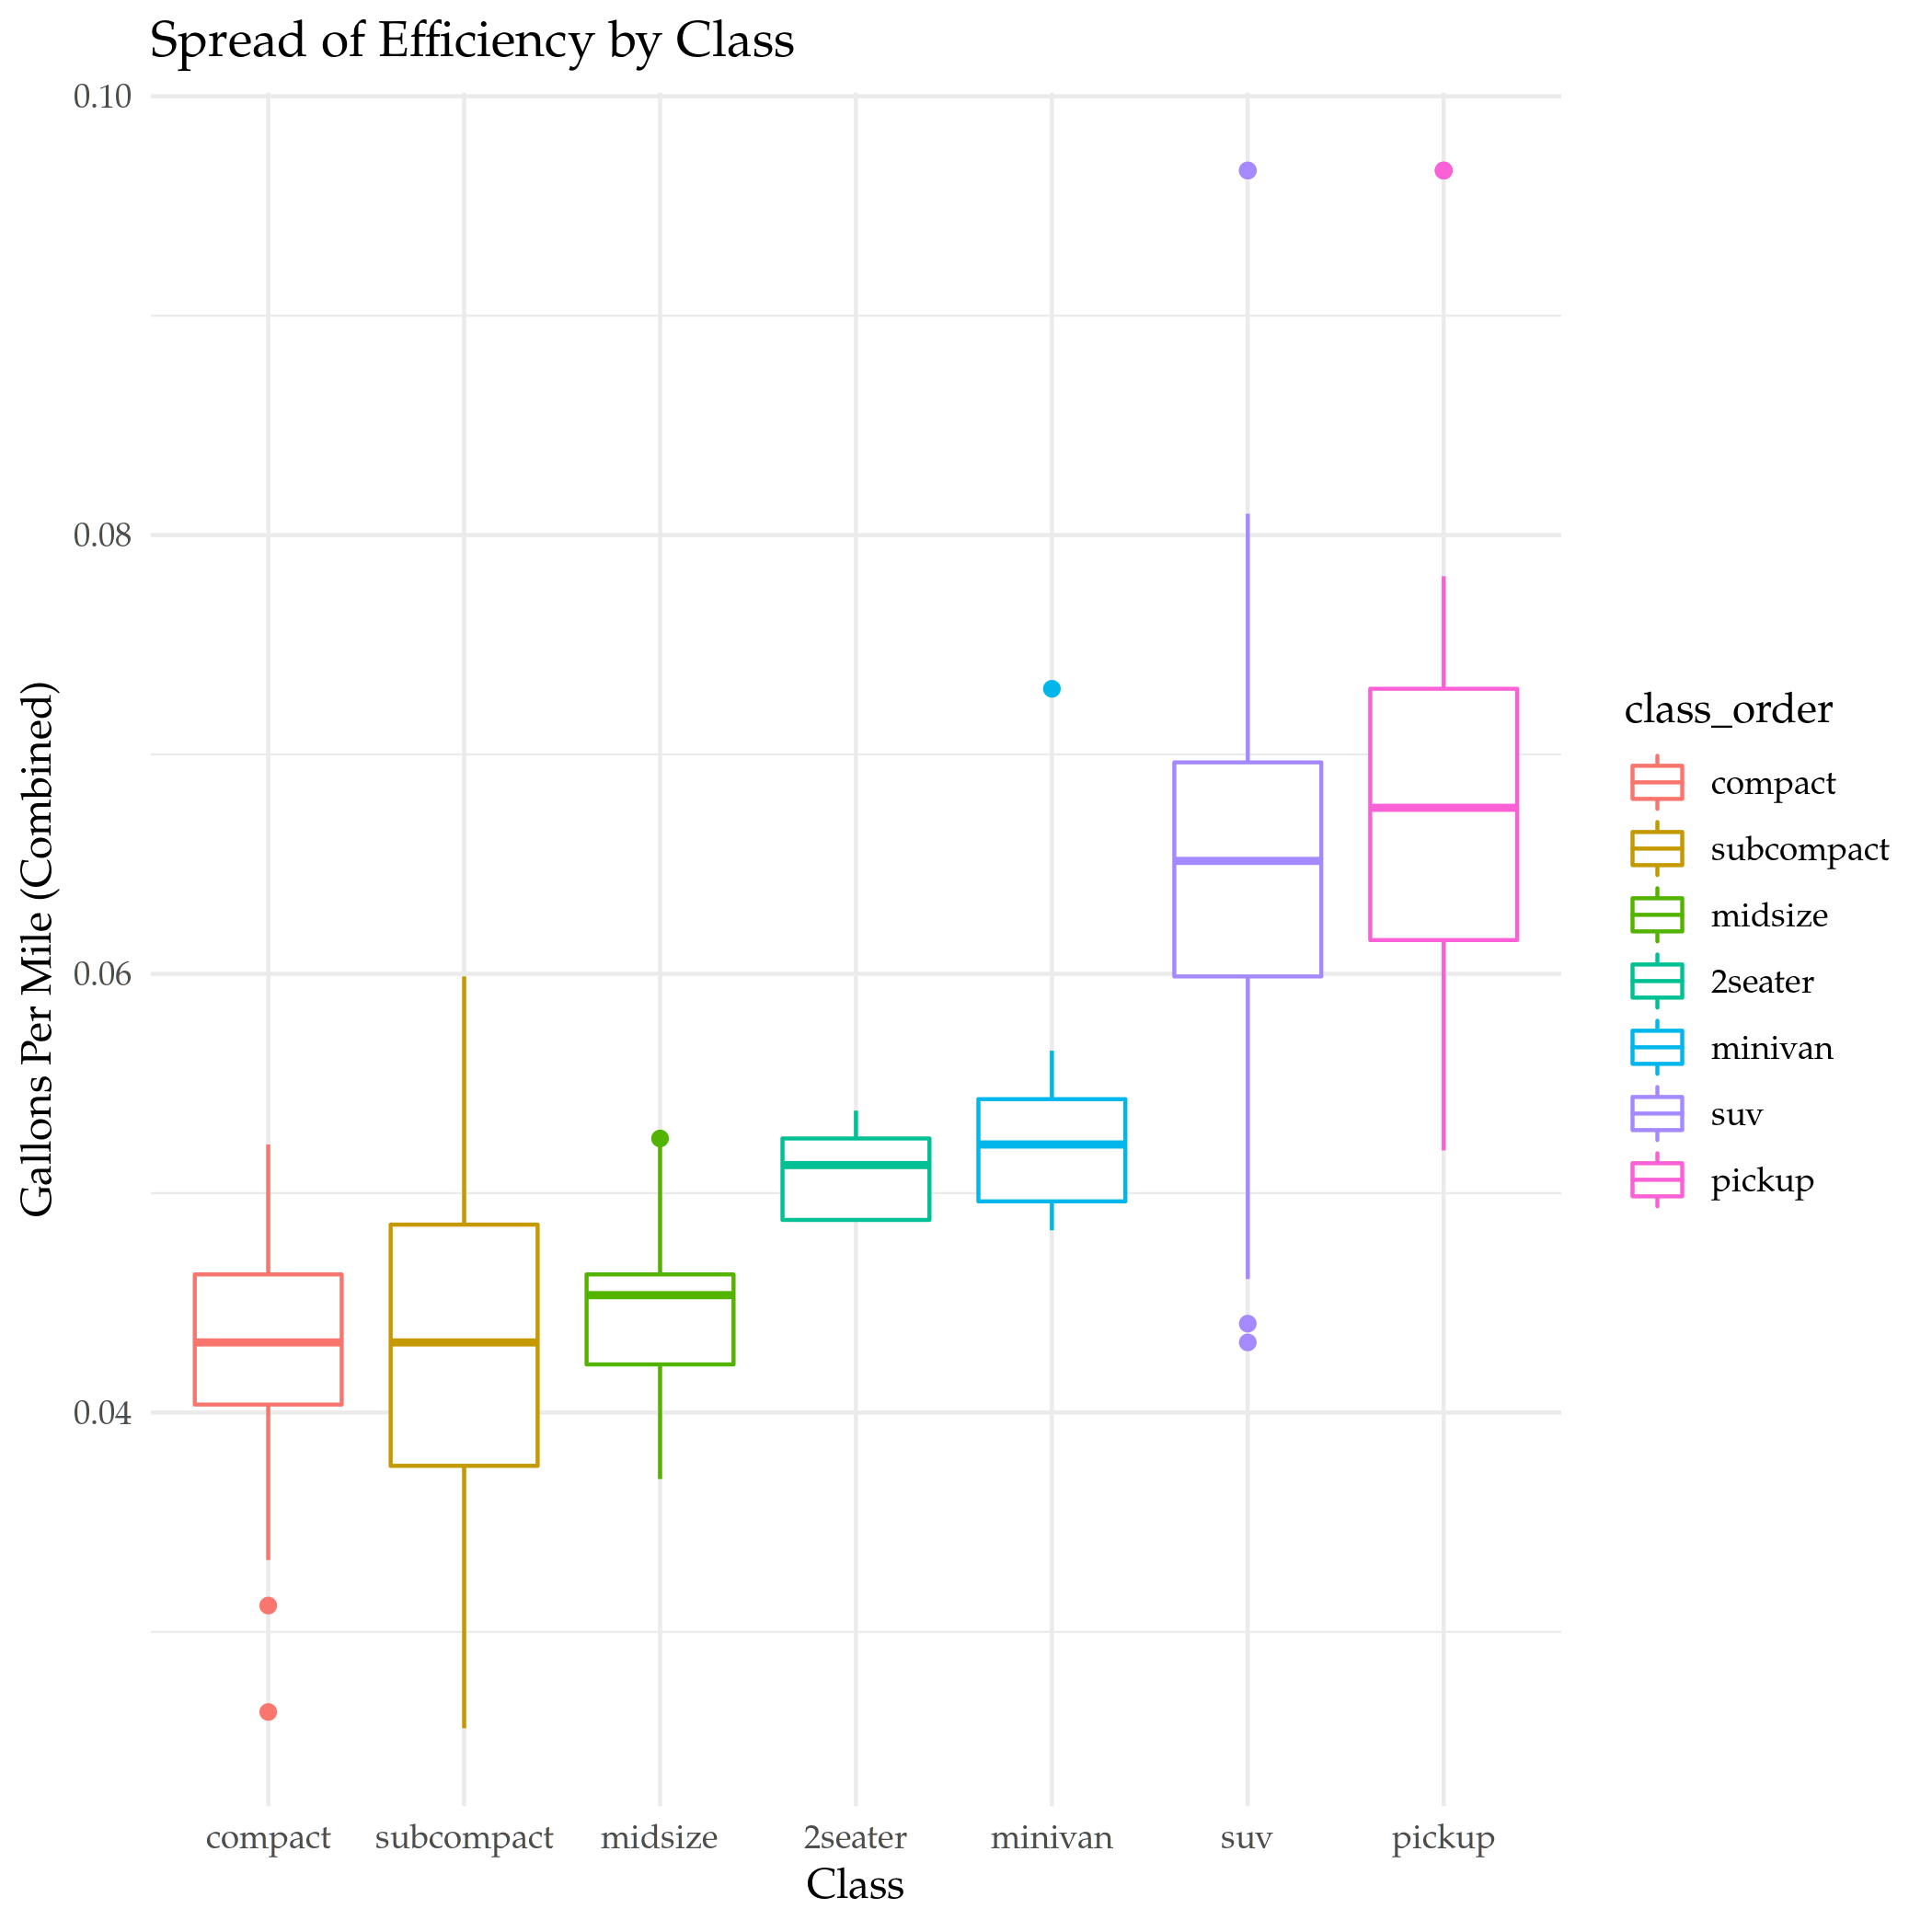 Spread of Efficiency by Class
Gallons Per Mile (Combined)
0.10
0.08
0.06
0.04
compact subcompact midsize 2seater minivan suv pickup
Class
class_order
compact
subcompact
midsize
2seater
minivan
suv
pickup